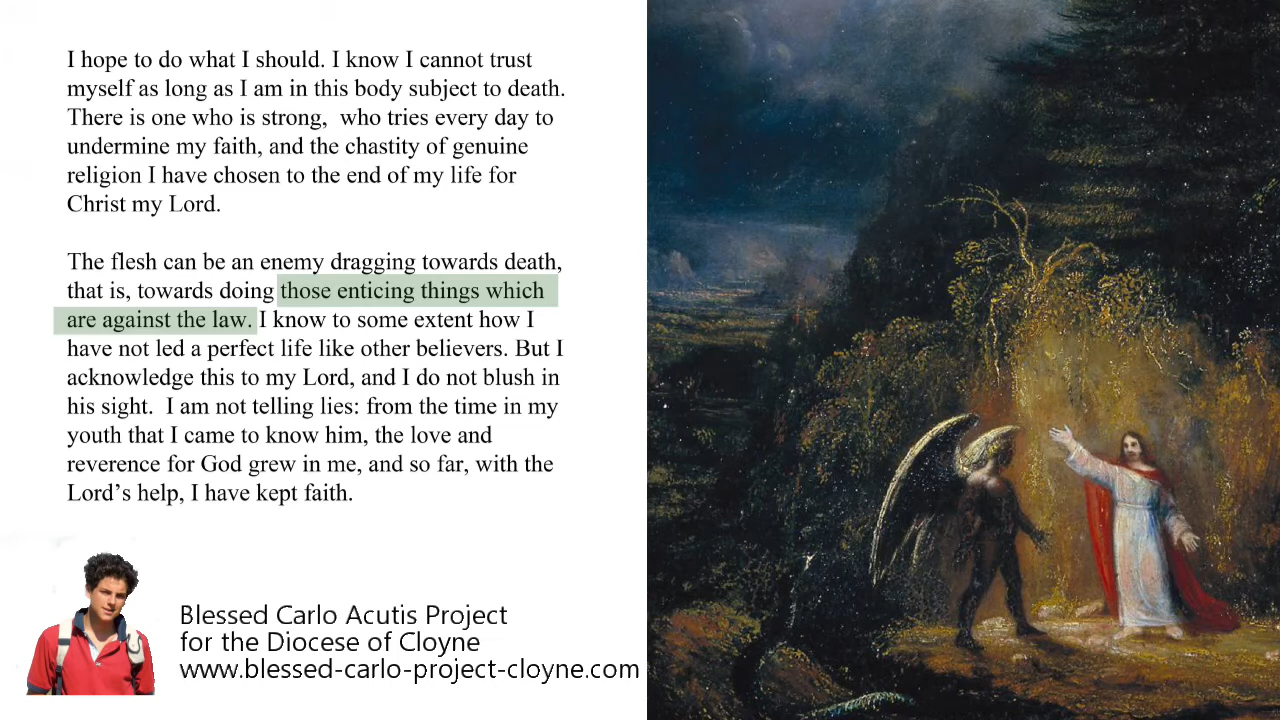 I hope to do what I should. I know I cannot trust
myself as long as I am in this body subject to death.
There is one who is strong,  who tries every day to
undermine my faith, and the chastity of genuine
religion I have chosen to the end of my life for
Christ my Lord.
The flesh can be an enemy dragging towards death,
that is, towards doing those enticing things which
are against the law. I know to some extent how I
have not led a perfect life like other believers. But I
acknowledge this to my Lord, and I do not blush in
his sight.  I am not telling lies: from the time in my
youth that I came to know him, the love and
reverence for God grew in me, and so far, with the
Lord’s help, I have kept faith.
Blessed Carlo Acutis Project
for the Diocese of Cloyne
www.blessed-carlo-project-cloyne.com